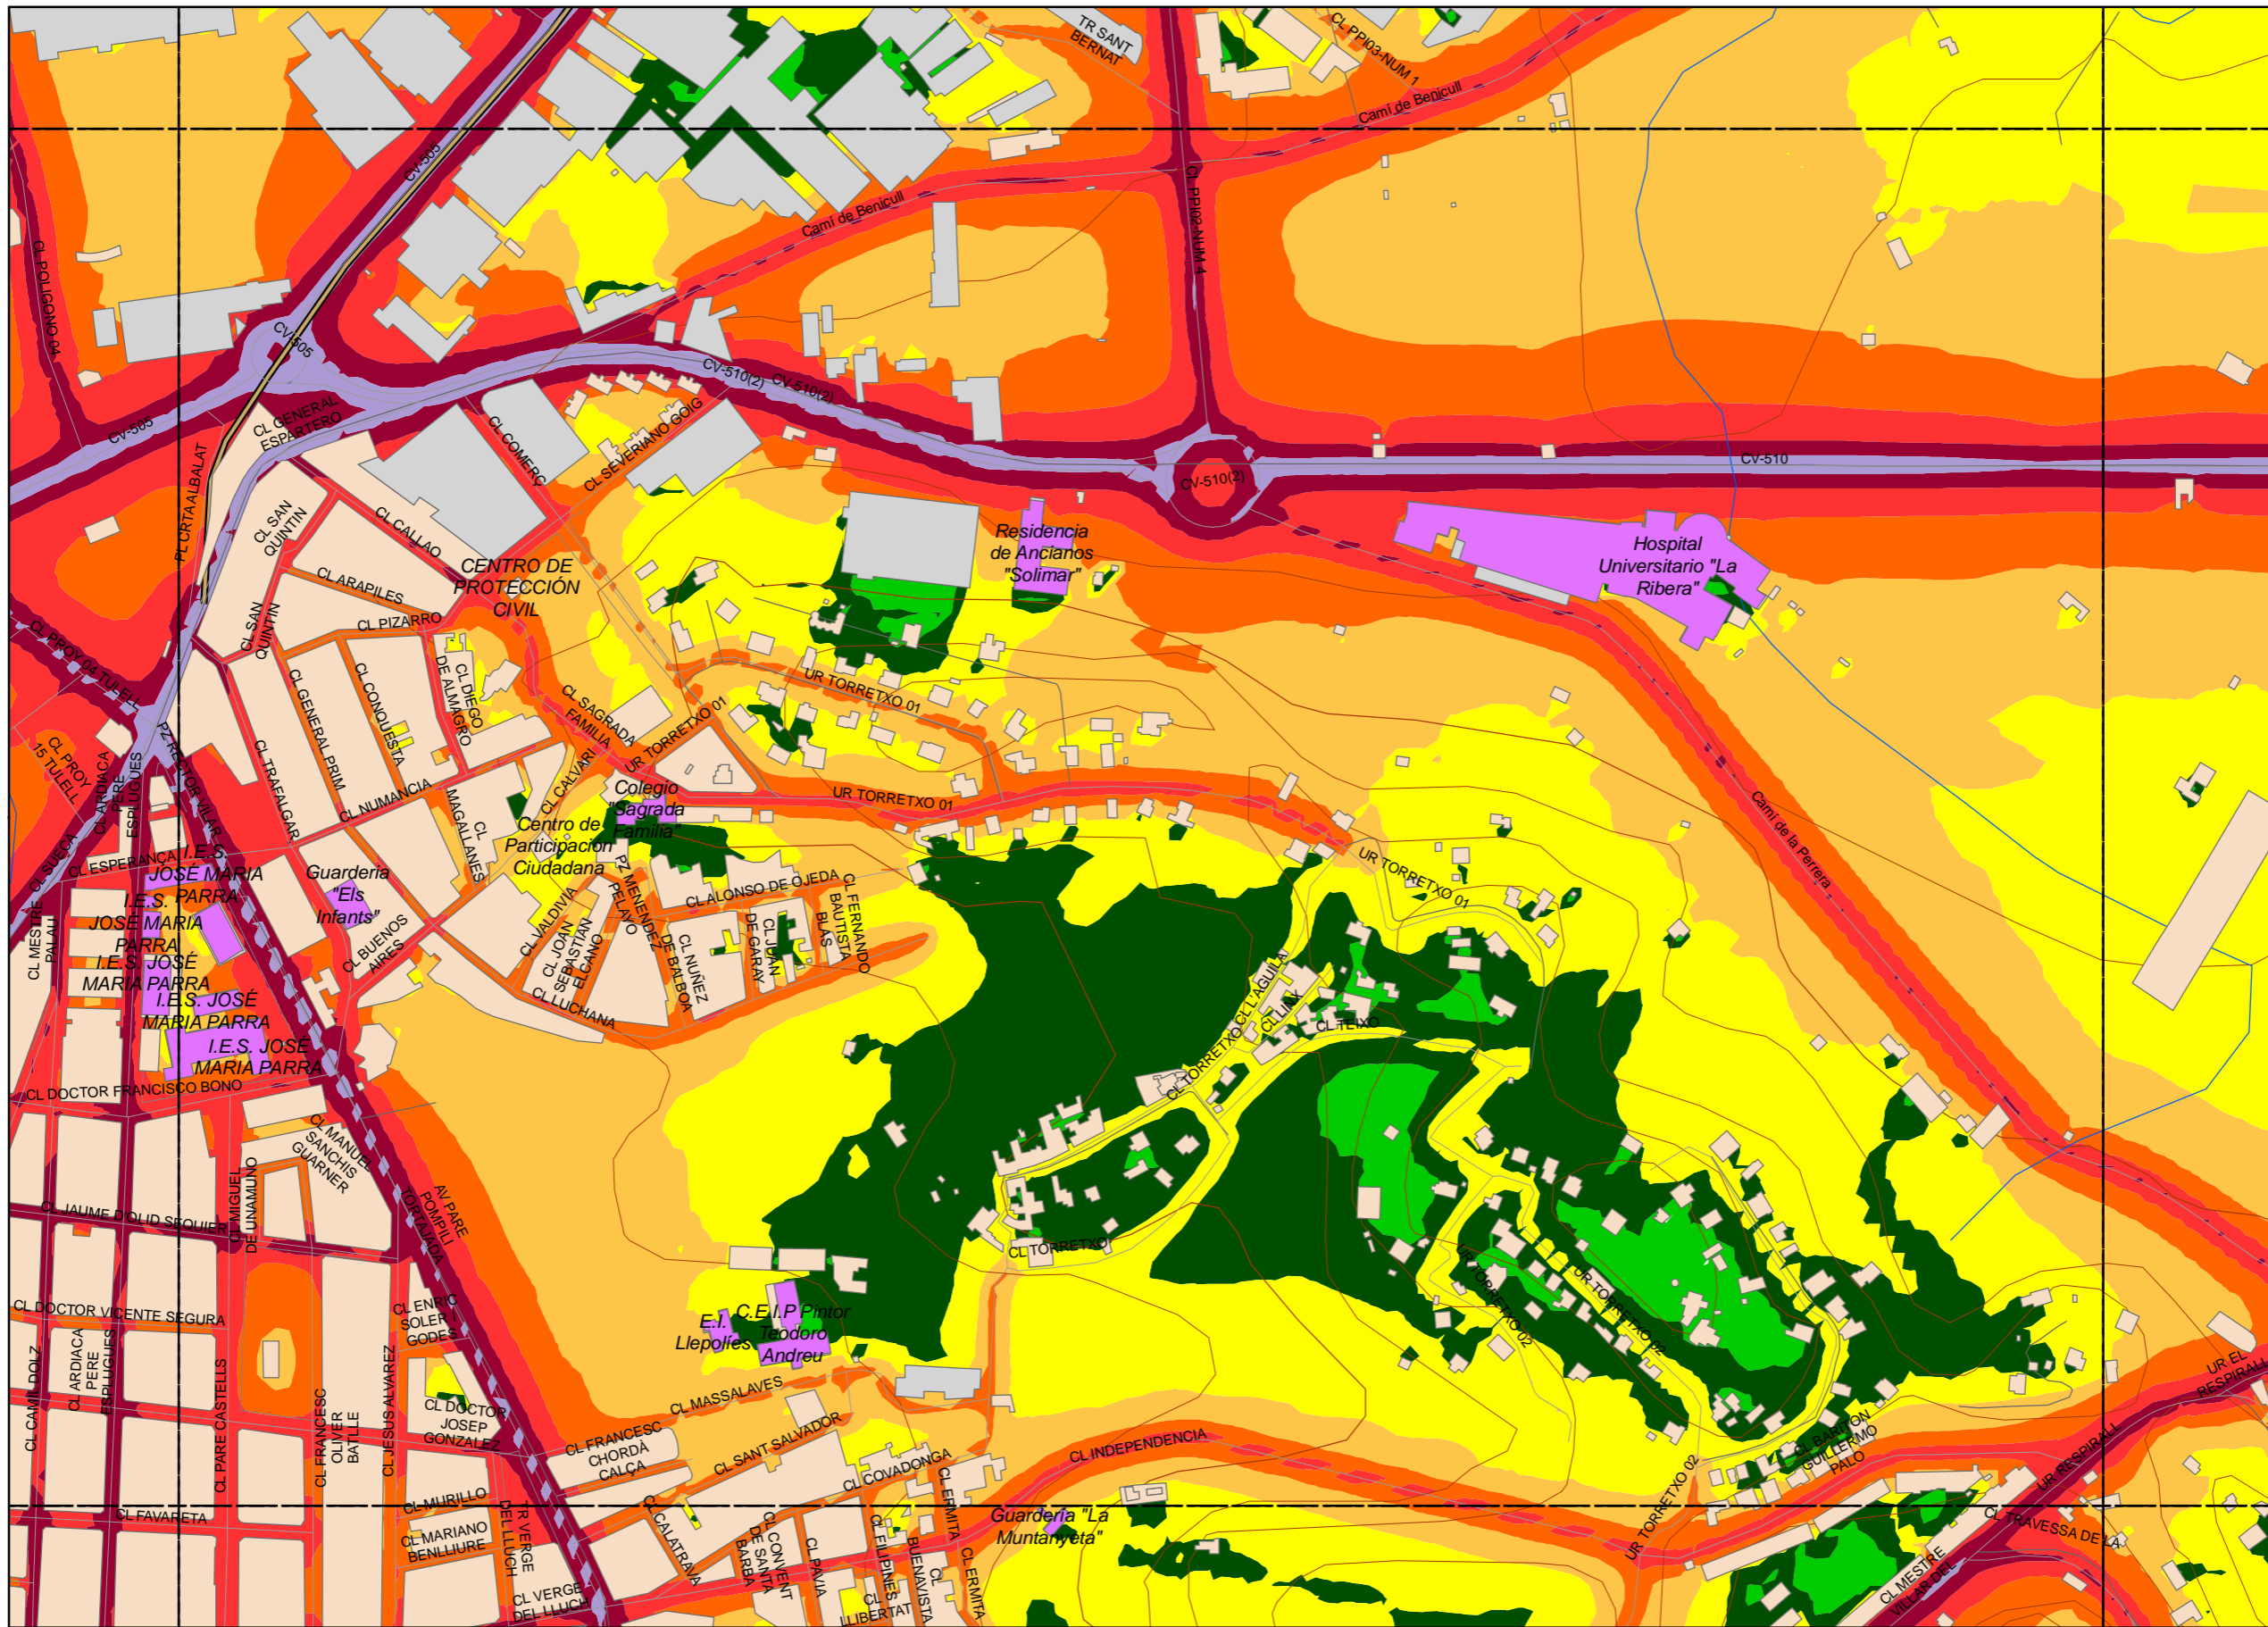 TR SANT
BERNAT
CL PPI03-NUM 1
Camí de Benicull
CV-505
CL POLIGONO 04
Camí de Benicull
CL PPI02-NUM 4
CV-505
CV-510(2)
CV-510(2)
CL GENERAL
ESPARTERO
CV-505
CL COMERÇ
CL SEVERIANO GOIG
CV-510
CV-510(2)
PL CRTA ALBALAT
CL SAN
QUINTIN
CL CALLAO
Residencia
de Ancianos
"Solimar"
Hospital
Universitario "La
Ribera"
CENTRO DE
PROTECCIÓN
CIVIL
CL ARAPILES
CL PIZARRO
CL SAN
QUINTIN
CL PROY 04 TULELL
CL GENERAL PRIM
CL CONQUESTA
CL DIEGO
DE ALMAGRO
UR TORRETXO 01
CL SAGRADA
FAMILIA
UR TORRETXO 01
CL PROY
15 TULELL
CL ARDIACA
PERE
ESPLUGUES
PZ RECTOR VILAR
CL TRAFALGAR
CL NUMANCIA
CL
MAGALLANES
CL CALVARI
Colegio
"Sagrada
Familia"
UR TORRETXO 01
Camí de la Perrera
Centro de
Participación
Ciudadana
CL MESTRE
PALAU
CL SUECA
CL ESPERANÇA
I.E.S.
JOSÉ MARIA
PARRA
I.E.S.
JOSÉ MARIA
PARRA
I.E.S. JOSÉ
MARIA PARRA
I.E.S. JOSÉ
MARIA PARRA
I.E.S. JOSÉ
MARIA PARRA
Guardería
"Els
Infants"
CL BUENOS
AIRES
CL VALDIVIA
PZ MENENDEZ
PELAYO
CL ALONSO DE OJEDA
CL JOAN
SEBASTIAN
ELCANO
CL NUÑEZ
DE BALBOA
CL JUAN
DE GARAY
CL FERNANDO
BAUTISTA
BLAS
CL LUCHANA
UR TORRETXO 01
CL L'AGUILA
CL LINX
CL TEIXO
CL TORRETXO
CL DOCTOR FRANCISCO BONO
CL MANUEL
SANCHIS
GUARNER
CL MIGUEL
DE UNAMUNO
CL JAUME D'OLID SEQUIER
AV PARE
POMPILI
TORTAJADA
CL TORRETXO
UR TORRETXO 02
UR TORRETXO 02
CL DOCTOR VICENTE SEGURA
CL ENRIC
SOLER I
GODES
E.I.
Llepolíes
C.E.I.P Pintor
Teodoro
Andreu
CL CAMIL DOLZ
CL ARDIACA
PERE
ESPLUGUES
CL PARE CASTELLS
CL FRANCESC
OLIVER
BATLLE
CL JESUS ALVAREZ
CL DOCTOR
JOSEP
GONZALEZ
CL MASSALAVES
CL FRANCESC
CHORDÀ
CALÇA
CL SANT SALVADOR
CL COVADONGA
CL INDEPENDENCIA
CL ERMITA
UR EL
RESPIRALL
CL BARITON
GUILLERMO
PALO
UR RESPIRALL
UR TORRETXO 02
CL FAVARETA
CL MURILLO
CL MARIANO
BENLLIURE
TR VERGE
DEL LLUCH
CL VERGE
DEL LLUCH
CL CALATRAVA
CL CONVENT
DE SANTA
BARBA
CL PAVIA
CL FILIPINES
CL
LLIBERTAT
CL
BUENAVISTA
CL ERMITA
Guardería "La
Muntanyeta"
CL TRAVESSA DE LA
CL MESTRE
VILLAR DEL